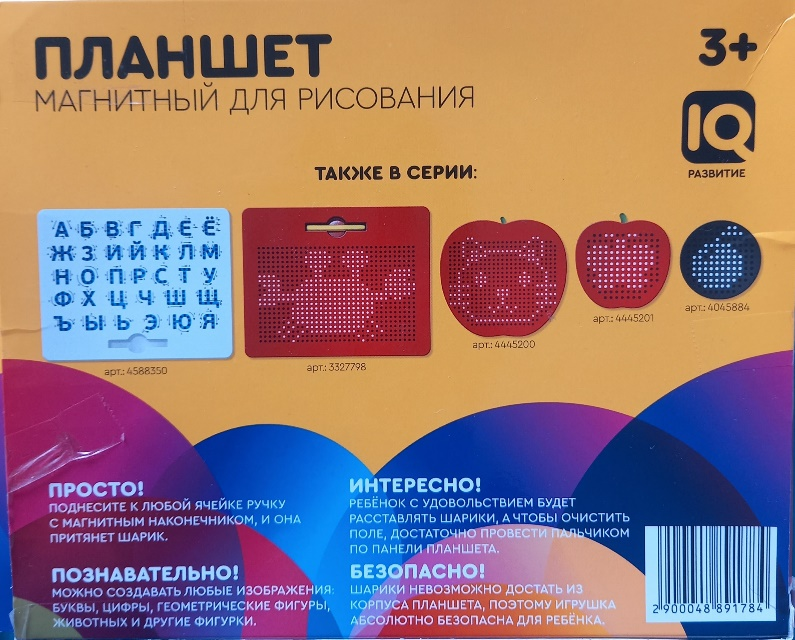 ПЛАНШЕТ
МАГНИТНЫЙ ДЛЯ РИСОВАНИЯ
3+
IQ
РАЗВИТИЕ
ТАКЖЕ В СЕРИИ:
А Б В Г Д Е Ё
Ж З И Й К Л М
Н О П Р С Т У
Ф Х Ц Ч Ш Щ
Ъ Ы Ь Э Ю Я
арт.: 4588350
арт.: 3327798
арт.: 4445200
арт.: 4445201
арт.: 4045884
ПРОСТО!
ПОДНЕСИТЕ К ЛЮБОЙ ЯЧЕЙКЕ РУЧКУ
С МАГНИТНЫМ НАКОНЕЧНИКОМ, И ОНА
ПРИТЯНЕТ ШАРИК.
ПОЗНАВАТЕЛЬНО!
МОЖНО СОЗДАВАТЬ ЛЮБЫЕ ИЗОБРАЖЕНИЯ:
БУКВЫ, ЦИФРЫ, ГЕОМЕТРИЧЕСКИЕ ФИГУРЫ,
ЖИВОТНЫХ И ДРУГИЕ ФИГУРКИ.
ИНТЕРЕСНО!
РЕБЁНОК С УДОВОЛЬСТВИЕМ БУДЕТ
РАССТАВЛЯТЬ ШАРИКИ, А ЧТОБЫ ОЧИСТИТЬ
ПОЛЕ, ДОСТАТОЧНО ПРОВЕСТИ ПАЛЬЧИКОМ
ПО ПАНЕЛИ ПЛАНШЕТА.
БЕЗОПАСНО!
ШАРИКИ НЕВОЗМОЖНО ДОСТАТЬ ИЗ
КОРПУСА ПЛАНШЕТА, ПОЭТОМУ ИГРУШКА
АБСОЛЮТНО БЕЗОПАСНА ДЛЯ РЕБЁНКА.
2 900048 891784